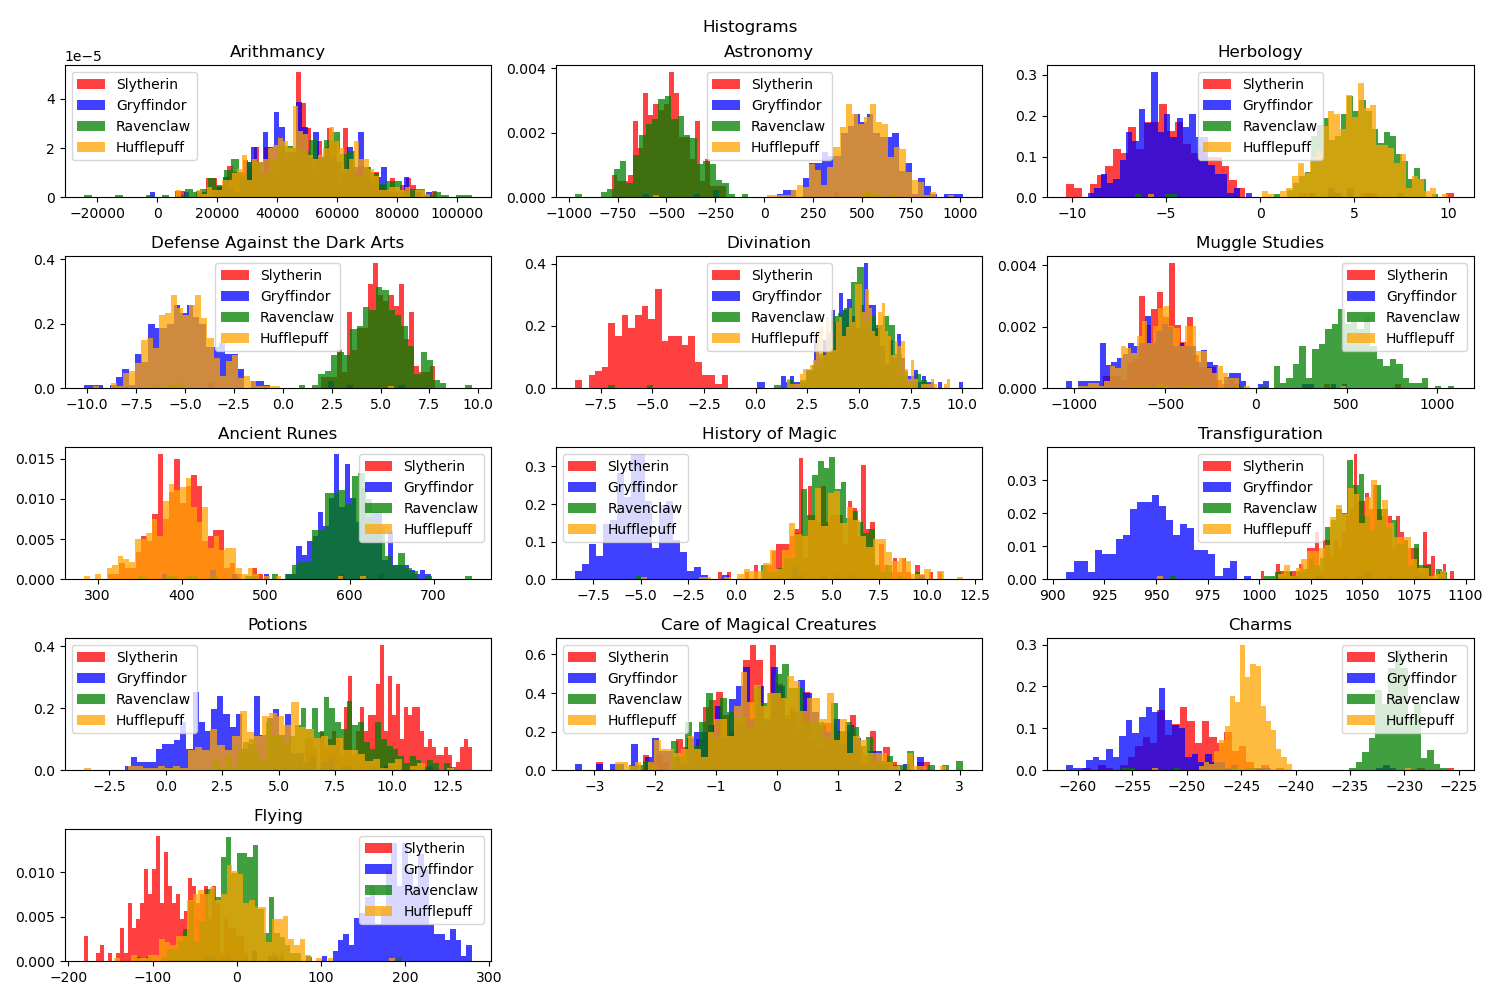 Histograms
Arithmancy
1e−5
4
2
0
−20000 0 20000 40000 60000 80000 100000
Slytherin
Gryffindor
Ravenclaw
Hufflepuff
Astronomy
0.004
0.002
0.000
−1000 −750 −500 −250 0 250 500 750 1000
Slytherin
Gryffindor
Ravenclaw
Hufflepuff
Herbology
0.3
0.2
0.1
0.0
−10 −5 0 5 10
Slytherin
Gryffindor
Ravenclaw
Hufflepuff
Defense Against the Dark Arts
0.4
0.2
0.0
−10.0 −7.5 −5.0 −2.5 0.0 2.5 5.0 7.5 10.0
Slytherin
Gryffindor
Ravenclaw
Hufflepuff
Divination
0.4
0.2
0.0
−7.5 −5.0 −2.5 0.0 2.5 5.0 7.5 10.0
Slytherin
Gryffindor
Ravenclaw
Hufflepuff
Muggle Studies
0.004
0.002
0.000
−1000 −500 0 500 1000
Slytherin
Gryffindor
Ravenclaw
Hufflepuff
Ancient Runes
0.015
0.010
0.005
0.000
300 400 500 600 700
Slytherin
Gryffindor
Ravenclaw
Hufflepuff
History of Magic
0.3
0.2
0.1
0.0
−7.5 −5.0 −2.5 0.0 2.5 5.0 7.5 10.0 12.5
Slytherin
Gryffindor
Ravenclaw
Hufflepuff
Transfiguration
0.03
0.02
0.01
0.00
900 925 950 975 1000 1025 1050 1075 1100
Slytherin
Gryffindor
Ravenclaw
Hufflepuff
Potions
0.4
0.2
0.0
−2.5 0.0 2.5 5.0 7.5 10.0 12.5
Slytherin
Gryffindor
Ravenclaw
Hufflepuff
Care of Magical Creatures
0.6
0.4
0.2
0.0
−3 −2 −1 0 1 2 3
Slytherin
Gryffindor
Ravenclaw
Hufflepuff
Charms
0.3
0.2
0.1
0.0
−260 −255 −250 −245 −240 −235 −230 −225
Slytherin
Gryffindor
Ravenclaw
Hufflepuff
Flying
0.010
0.005
0.000
−200 −100 0 100 200 300
Slytherin
Gryffindor
Ravenclaw
Hufflepuff